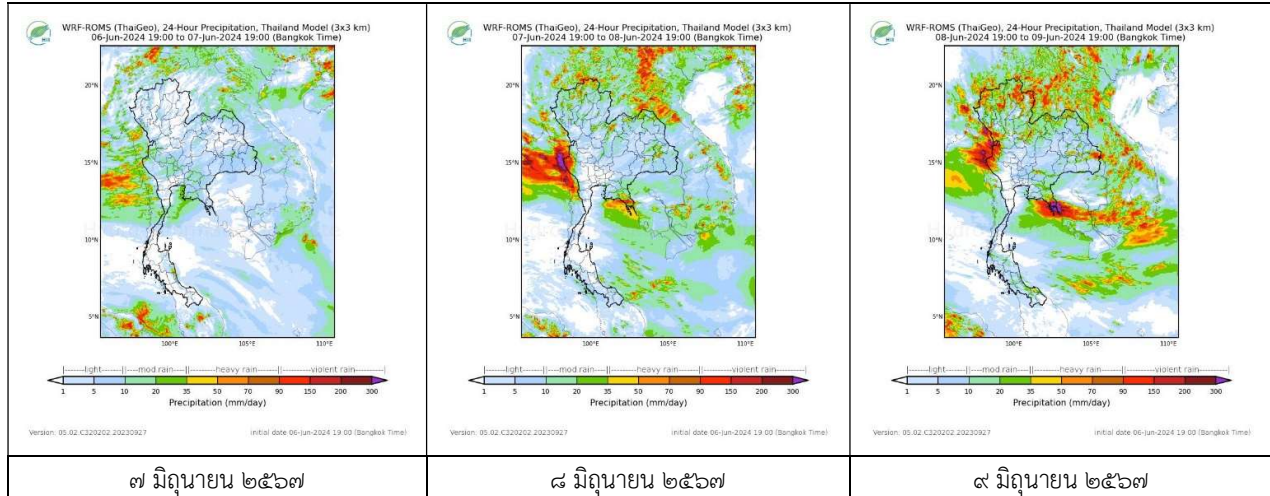 WRF-ROMS (ThaiGeo), 24-Hour Precipitation, Thailand Model (3x3 km)
06-Jun-2024 19:00 to 07-Jun-2024 19:00 (Bangkok Time)
20°N
15°N
10°N
5°N
100°E 105°E 110°E
|-------light-------||----mod rain----||-------heavy rain-------||------violent rain------|
1 5 10 20 35 50 70 90 150 200 300
Precipitation (mm/day)
Version: 05.02.C320202.20230927 initial date 06-Jun-2024 19:00 (Bangkok Time)
๗ มิถุนายน ๒๕๖๗
WRF-ROMS (ThaiGeo), 24-Hour Precipitation, Thailand Model (3x3 km)
07-Jun-2024 19:00 to 08-Jun-2024 19:00 (Bangkok Time)
20°N
15°N
10°N
5°N
100°E 105°E 110°E
|-------light-------||----mod rain----||-------heavy rain-------||------violent rain------|
1 5 10 20 35 50 70 90 150 200 300
Precipitation (mm/day)
Version: 05.02.C320202.20230927 initial date 06-Jun-2024 19:00 (Bangkok Time)
๘ มิถุนายน ๒๕๖๗
WRF-ROMS (ThaiGeo), 24-Hour Precipitation, Thailand Model (3x3 km)
08-Jun-2024 19:00 to 09-Jun-2024 19:00 (Bangkok Time)
20°N
15°N
10°N
5°N
100°E 105°E 110°E
|-------light-------||----mod rain----||-------heavy rain-------||------violent rain------|
1 5 10 20 35 50 70 90 150 200 300
Precipitation (mm/day)
Version: 05.02.C320202.20230927 initial date 06-Jun-2024 19:00 (Bangkok Time)
๙ มิถุนายน ๒๕๖๗